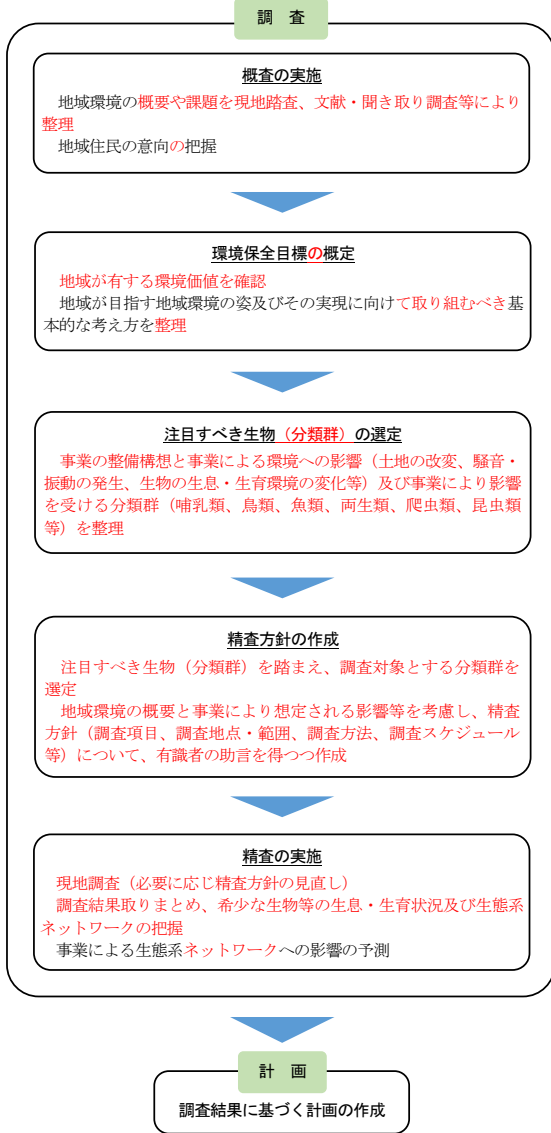 調　査
概査の実施
地域環境の概要や課題を現地踏査、文献・聞き取り調査等により
整理
地域住民の意向の把握
環境保全目標の概定
地域が有する環境価値を確認
地域が目指す地域環境の姿及びその実現に向けて取り組むべき基
本的な考え方を整理
注目すべき生物（分類群）の選定
事業の整備構想と事業による環境への影響（土地の改変、騒音・
振動の発生、生物の生息・生育環境の変化等）及び事業により影響
を受ける分類群（哺乳類、鳥類、魚類、両生類、爬虫類、昆虫類
等）を整理
精査方針の作成
注目すべき生物（分類群）を踏まえ、調査対象とする分類群を
選定
地域環境の概要と事業により想定される影響等を考慮し、精査
方針（調査項目、調査地点・範囲、調査方法、調査スケジュール
等）について、有識者の助言を得つつ作成
精査の実施
現地調査（必要に応じ精査方針の見直し）
調査結果取りまとめ、希少な生物等の生息・生育状況及び生態系
ネットワークの把握
事業による生態系ネットワークへの影響の予測
計　画
調査結果に基づく計画の作成